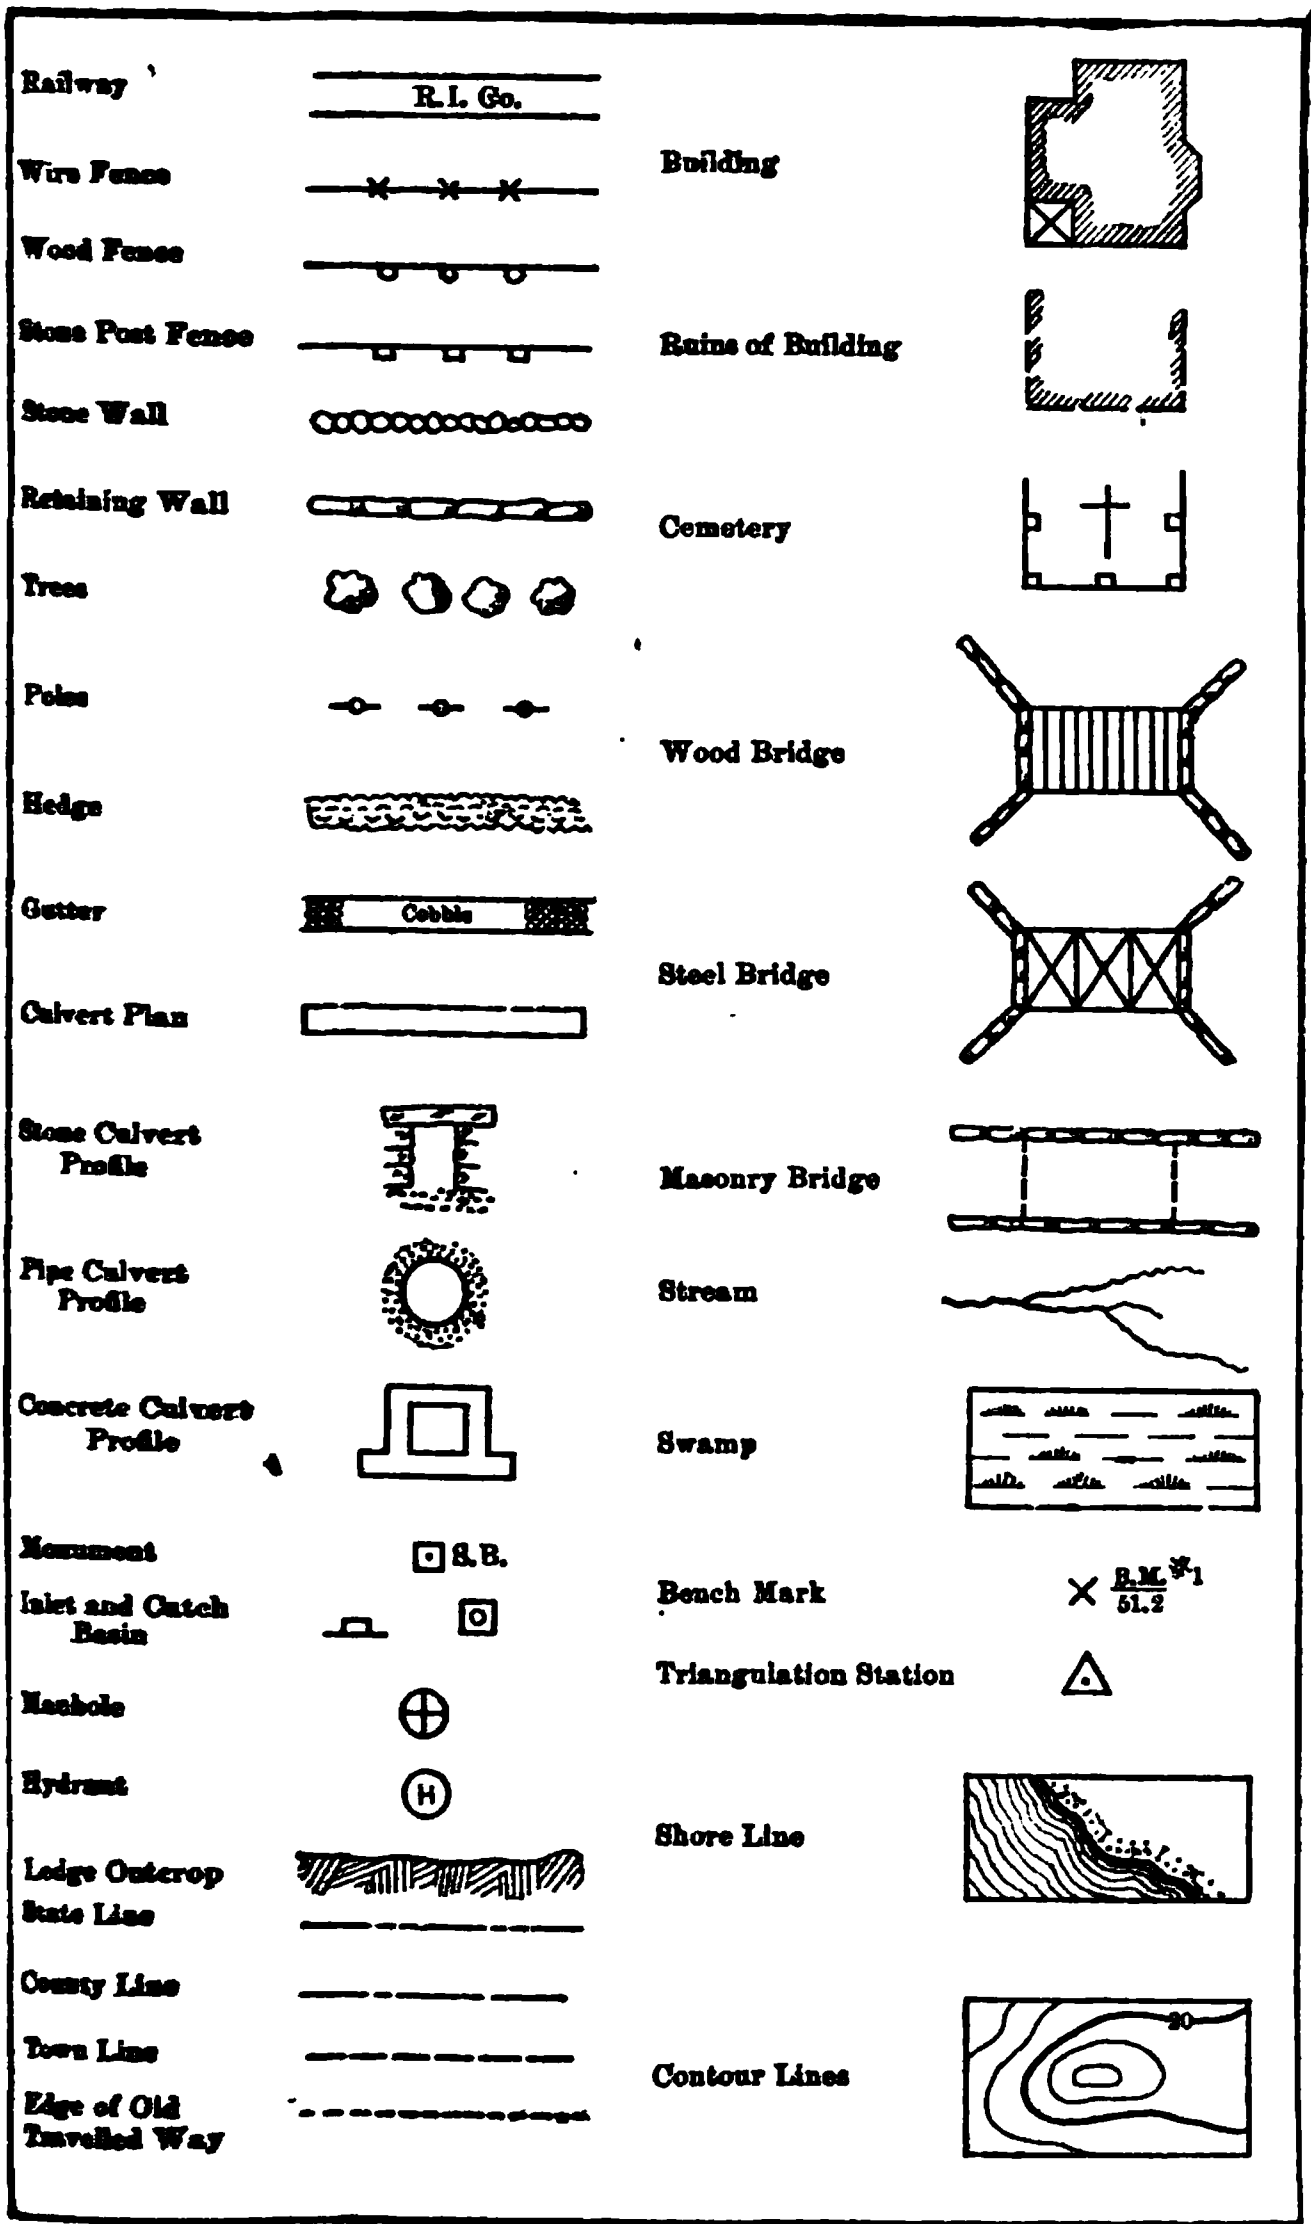 Railway
R. I. Co.
Wire Fence
Wood Fence
Stone Post Fence
Stone Wall
Retaining Wall
Trees
Poles
Hedge
Gutter
Cobble
Culvert Plan
Stone Culvert
Profile
Pipe Culvert
Profile
Concrete Culvert
Profile
Monument
S.B.
Inlet and Catch
Basin
Manhole
Hydrant
H
Ledge Outcrop
State Line
County Line
Town Line
Edge of Old
Travelled Way
Building
Ruins of Building
Cemetery
Wood Bridge
Steel Bridge
Masonry Bridge
Stream
Swamp
Bench Mark
B.M. 1
51.2
Triangulation Station
Shore Line
Contour Lines
20